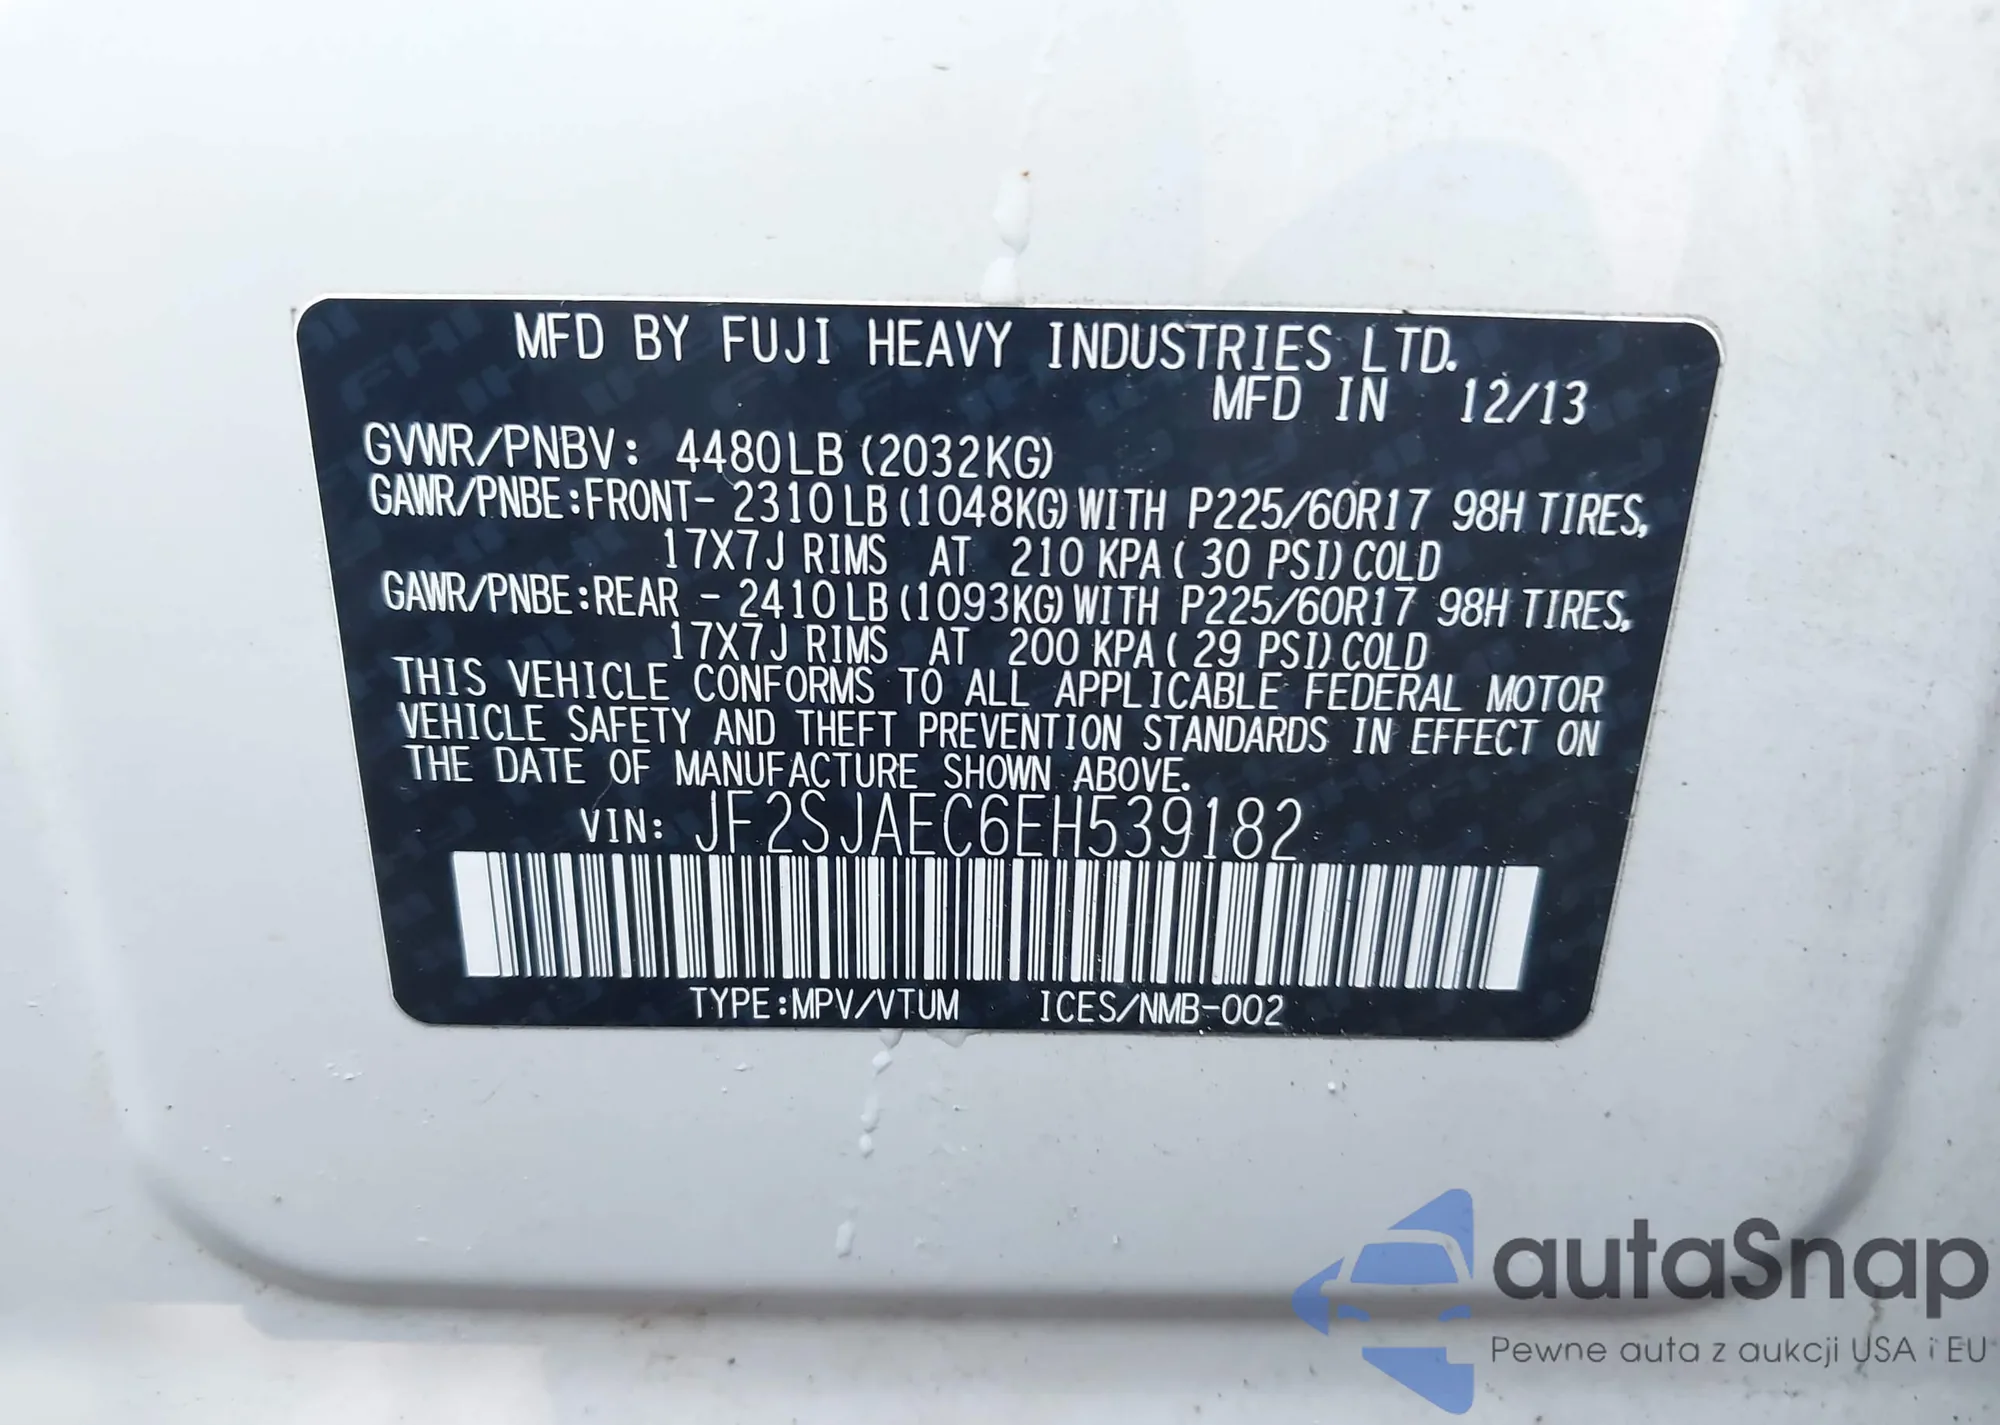 MFD BY FUJI HEAVY INDUSTRIES LTD.
MFD IN 12/13
GVWR/PNBV: 4480LB (2032KG)
GAWR/PNBE:FRONT- 2310LB (1048KG) WITH P225/60R17 98H TIRES,
17X7J RIMS AT 210 KPA ( 30 PSI) COLD
GAWR/PNBE:REAR - 2410LB (1093KG) WITH P225/60R17 98H TIRES,
17X7J RIMS AT 200 KPA ( 29 PSI) COLD
THIS VEHICLE CONFORMS TO ALL APPLICABLE FEDERAL MOTOR
VEHICLE SAFETY AND THEFT PREVENTION STANDARDS IN EFFECT ON
THE DATE OF MANUFACTURE SHOWN ABOVE.
VIN: JF2SJAEC6EH539182
TYPE:MPV/VTUM ICES/NMB-002
autaSnap
Pewne auta z aukcji USA i EU